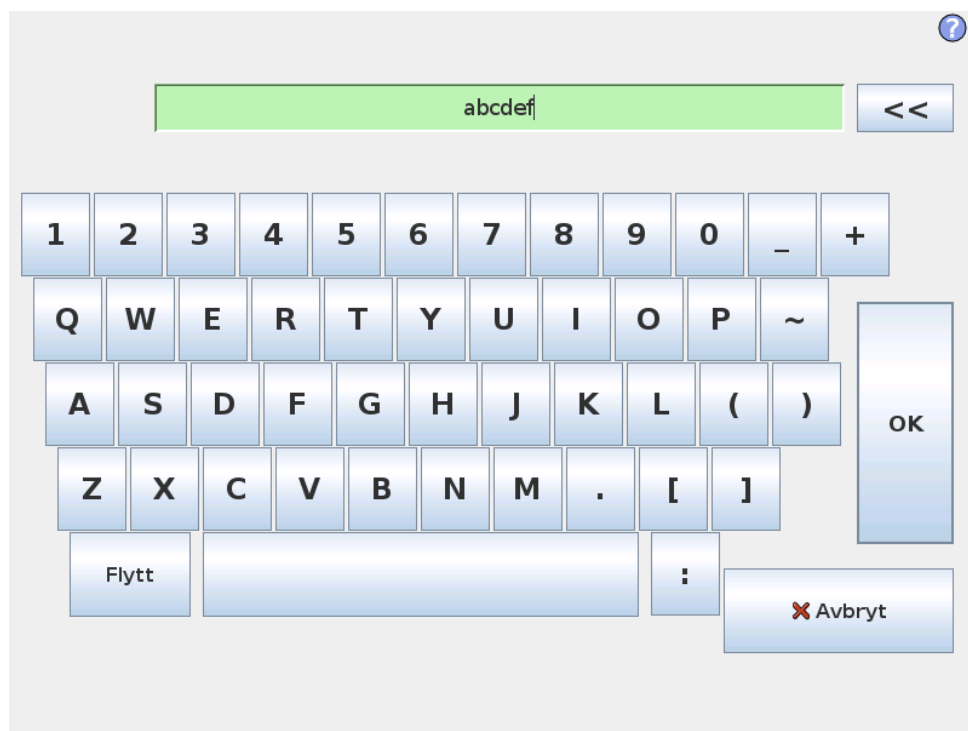 ?
abcdef
<<
1 2 3 4 5 6 7 8 9 0 _ +
Q W E R T Y U I O P ~
A S D F G H J K L ( )
OK
Z X C V B N M . [ ]
Flytt :
Avbryt